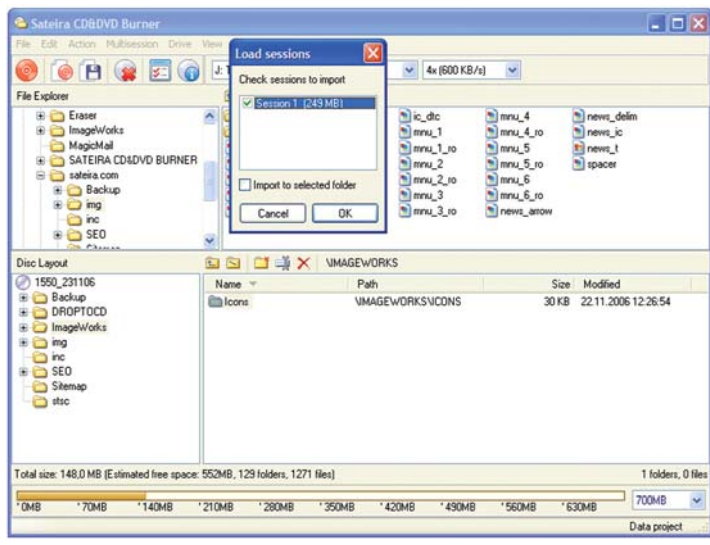 Sateira CD&DVD Burner
File Edit Action Multisession Drive View
J: 4x (600 KB/s)
Load sessions
Check sessions to import
Session 1 (249 MB)
Import to selected folder
Cancel OK
File Explorer
Eraser
ImageWorks
MagicMail
SATEIRA CD&DVD BURNER
sateira.com
Backup
img
inc
SEO
Sitemap
ic_dtc mnu_4 news_delim
mnu_1 mnu_4_ro news_ic
mnu_1_ro mnu_5 news_t
mnu_2 mnu_5_ro spacer
mnu_2_ro mnu_6
mnu_3 mnu_6_ro
mnu_3_ro news_arrow
Disc Layout
\IMAGEWORKS
1550_231106
Backup
DROPTOCD
ImageWorks
img
inc
SEO
Sitemap
stsc
Name Path Size Modified
Icons \IMAGEWORKS\ICONS 30 KB 22.11.2006 12:26:54
Total size: 148,0 MB (Estimated free space: 552MB, 129 folders, 1271 files) 1 folders, 0 files
'0MB '70MB '140MB '210MB '280MB '350MB '420MB '490MB '560MB '630MB 700MB
Data project